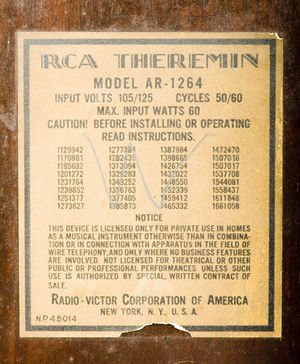 RCA THEREMIN
MODEL AR-1264
INPUT VOLTS 105/125 CYCLES 50/60
MAX. INPUT WATTS 60
CAUTION! BEFORE INSTALLING OR OPERATING
READ INSTRUCTIONS.
1129942 1277384 1387984 1472470
1170881 1282439 1398665 1507016
1195632 1313094 1426754 1507017
1201272 1329283 1432022 1537708
1231764 1349252 1448550 1544081
1239852 1356763 1452339 1558437
1251377 1377405 1459412 1611848
1273627 1385873 1465332 1661058
NOTICE
THIS DEVICE IS LICENSED ONLY FOR PRIVATE USE IN HOMES
AS A MUSICAL INSTRUMENT OTHERWISE THAN IN COMBINA-
TION OR IN CONNECTION WITH APPARATUS IN THE FIELD OF
WIRE TELEPHONY; AND ONLY WHERE NO BUSINESS FEATURES
ARE INVOLVED. NOT LICENSED FOR THEATRICAL OR OTHER
PUBLIC OR PROFESSIONAL PERFORMANCES UNLESS SUCH
USE IS AUTHORIZED BY SPECIAL, WRITTEN CONTRACT OF
SALE.
RADIO-VICTOR CORPORATION OF AMERICA
NEW YORK, N.Y., U.S.A.
N.P. 48014